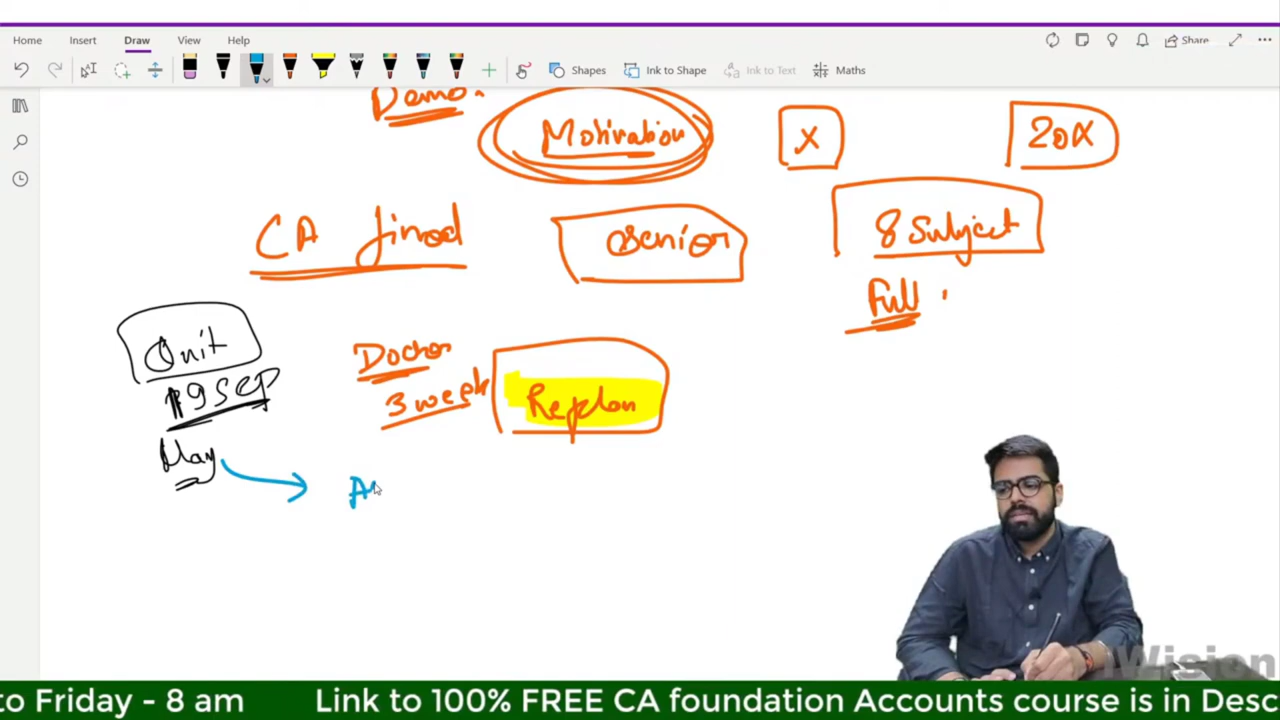 Home Insert Draw View Help Share
Shapes Ink to Shape Ink to Text Maths
Demo.
Motivation X 20X
CA final Senior 8 Subject
Full
Quit
19 SEP
Doctor
3 week Replan
May
to Friday - 8 am Link to 100% FREE CA foundation Accounts course is in Desc